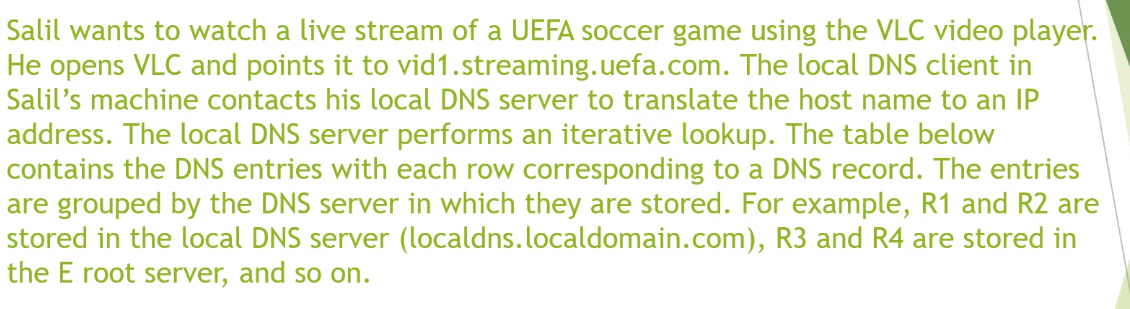 Salil wants to watch a live stream of a UEFA soccer game using the VLC video player.
He opens VLC and points it to vid1.streaming.uefa.com. The local DNS client in
Salil’s machine contacts his local DNS server to translate the host name to an IP
address. The local DNS server performs an iterative lookup. The table below
contains the DNS entries with each row corresponding to a DNS record. The entries
are grouped by the DNS server in which they are stored. For example, R1 and R2 are
stored in the local DNS server (localdns.localdomain.com), R3 and R4 are stored in
the E root server, and so on.